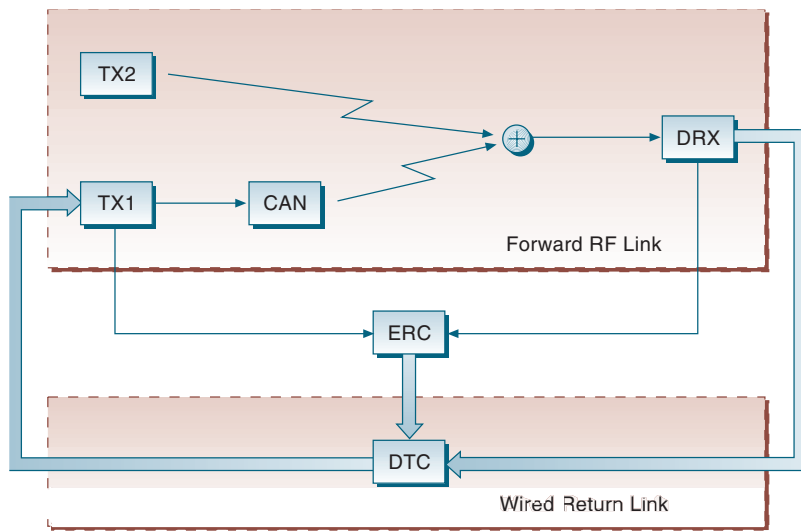 TX2
DRX
TX1
CAN
Forward RF Link
ERC
DTC
Wired Return Link